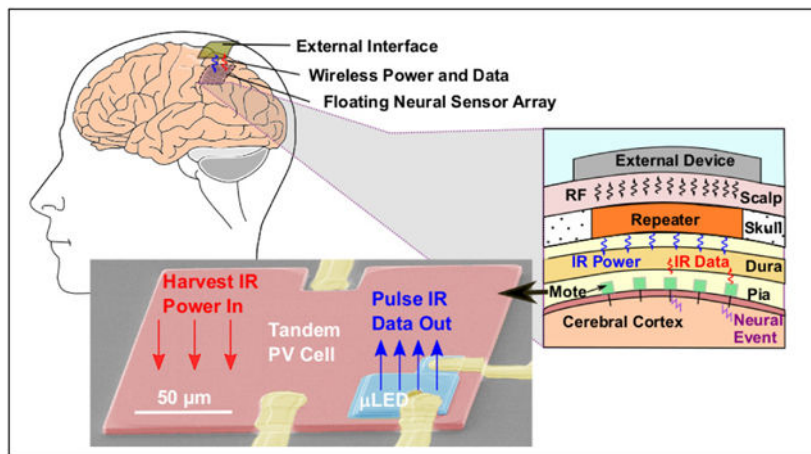 External Interface
Wireless Power and Data
Floating Neural Sensor Array
External Device
RF
Scalp
Repeater
Skull
IR Power
IR Data
Dura
Mote
Pia
Cerebral Cortex
Neural
Event
Harvest IR
Power In
Pulse IR
Data Out
Tandem
PV Cell
50 µm
µLED